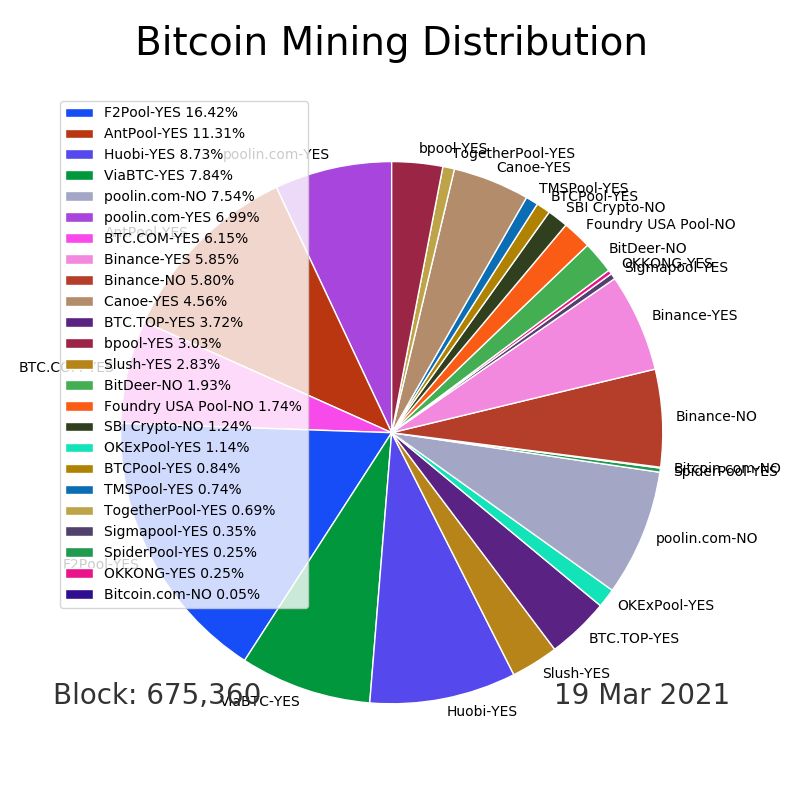 Bitcoin Mining Distribution
F2Pool-YES 16.42%
AntPool-YES 11.31%
Huobi-YES 8.73%
ViaBTC-YES 7.84%
poolin.com-NO 7.54%
poolin.com-YES 6.99%
BTC.COM-YES 6.15%
Binance-YES 5.85%
Binance-NO 5.80%
Canoe-YES 4.56%
BTC.TOP-YES 3.72%
bpool-YES 3.03%
Slush-YES 2.83%
BitDeer-NO 1.93%
Foundry USA Pool-NO 1.74%
SBI Crypto-NO 1.24%
OKExPool-YES 1.14%
BTCPool-YES 0.84%
TMSPool-YES 0.74%
TogetherPool-YES 0.69%
Sigmapool-YES 0.35%
SpiderPool-YES 0.25%
OKKONG-YES 0.25%
Bitcoin.com-NO 0.05%
poolin.com-YES
AntPool-YES
BTC.COM-YES
F2Pool-YES
ViaBTC-YES
Huobi-YES
Slush-YES
BTC.TOP-YES
OKExPool-YES
poolin.com-NO
SpiderPool-YES
Bitcoin.com-NO
Binance-NO
Binance-YES
Sigmapool-YES
OKKONG-YES
BitDeer-NO
Foundry USA Pool-NO
SBI Crypto-NO
BTCPool-YES
TMSPool-YES
Canoe-YES
TogetherPool-YES
bpool-YES
Block: 675,360
19 Mar 2021